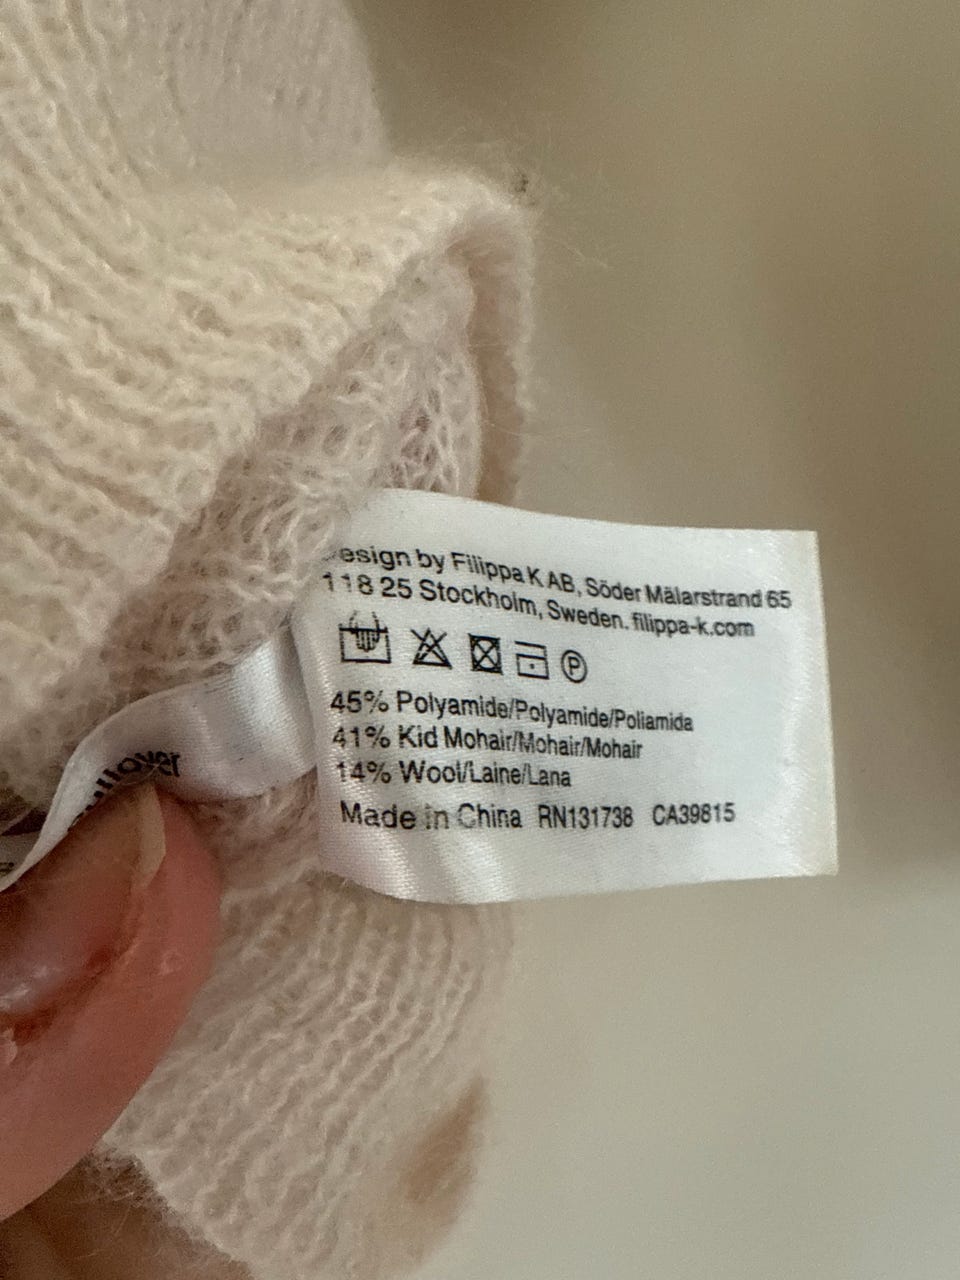 esign by Filippa K AB, Söder Mälarstrand 65
118 25 Stockholm, Sweden. filippa-k.com
P
45% Polyamide/Polyamide/Poliamida
41% Kid Mohair/Mohair/Mohair
14% Wool/Laine/Lana
Made in China RN131738 CA39815
ullover